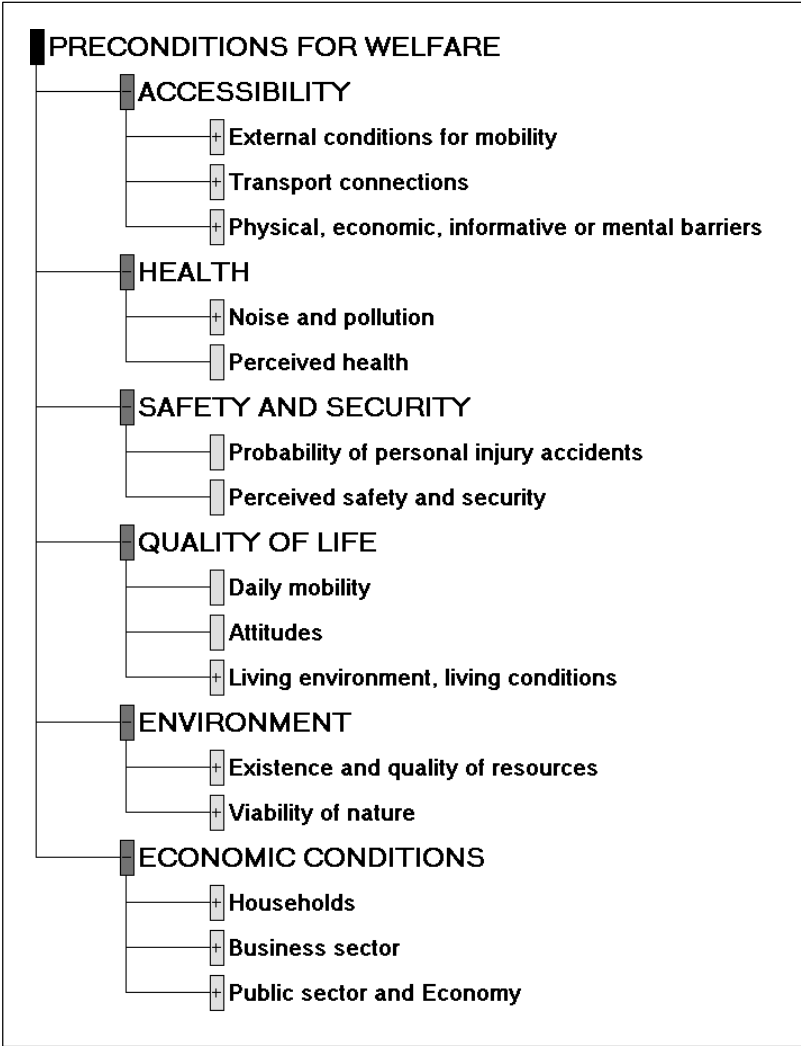 PRECONDITIONS FOR WELFARE
ACCESSIBILITY
External conditions for mobility
Transport connections
Physical, economic, informative or mental barriers
HEALTH
Noise and pollution
Perceived health
SAFETY AND SECURITY
Probability of personal injury accidents
Perceived safety and security
QUALITY OF LIFE
Daily mobility
Attitudes
Living environment, living conditions
ENVIRONMENT
Existence and quality of resources
Viability of nature
ECONOMIC CONDITIONS
Households
Business sector
Public sector and Economy